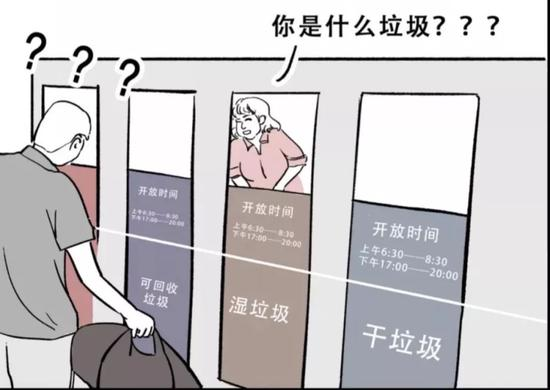 你是什么垃圾？？？
? ? ?
开放时间
上午6:30——8:30
下午17:00——20:00
可回收
垃圾
开放时间
上午6:30——8:30
下午17:00——20:00
湿垃圾
开放时间
上午6:30——8:30
下午17:00——20:00
干垃圾